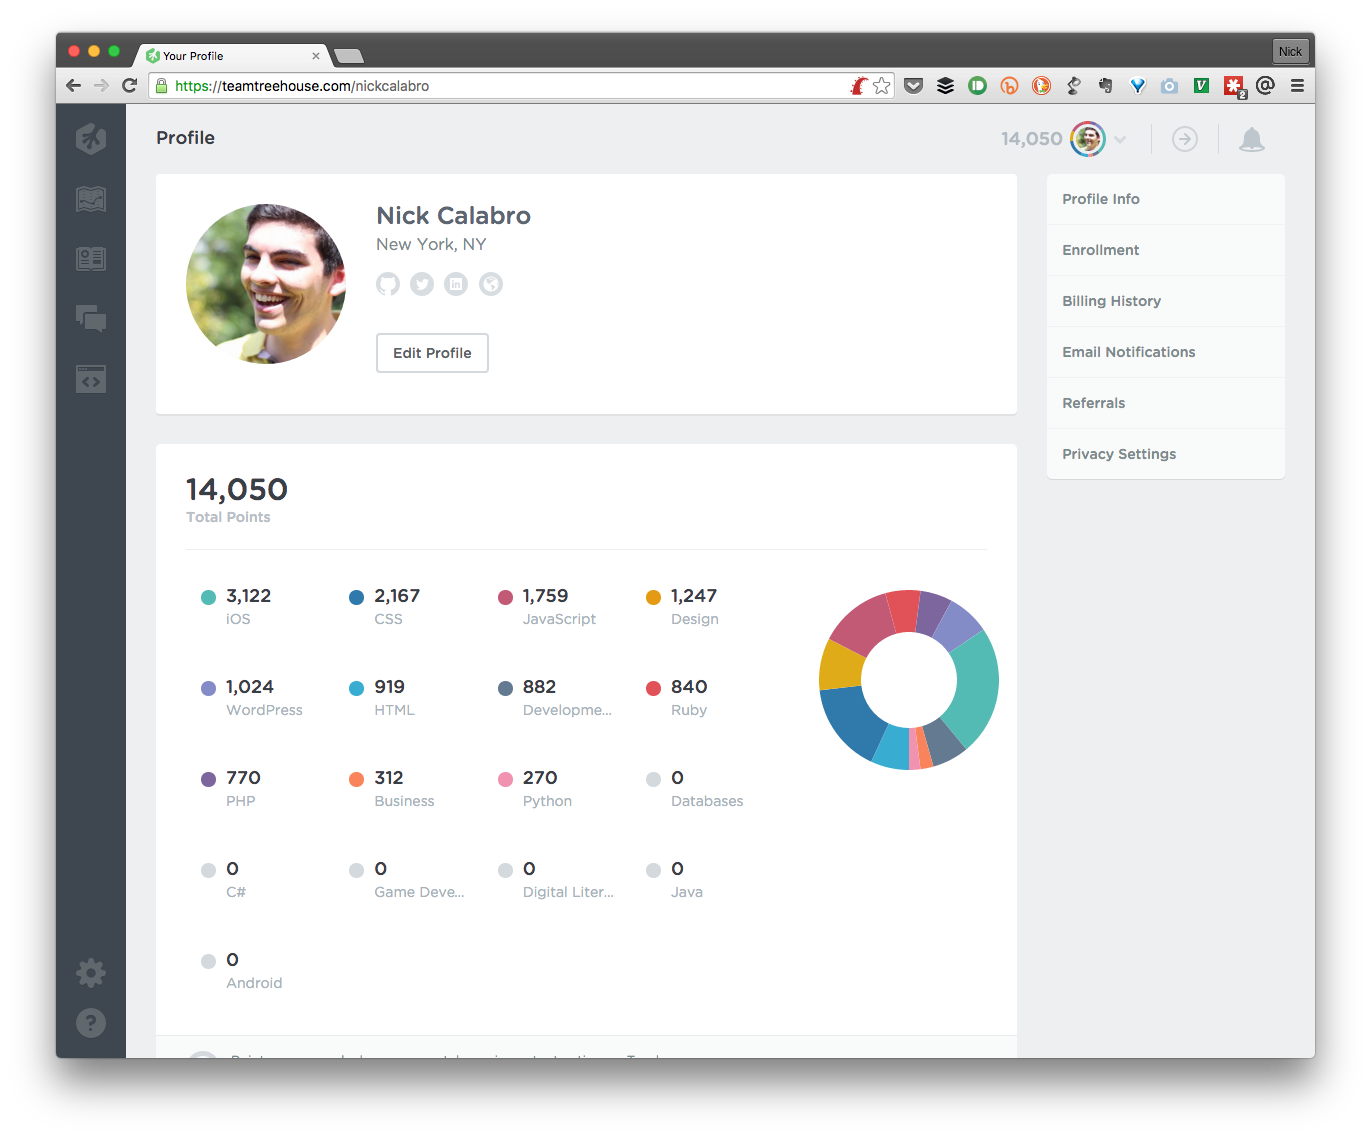 Your Profile
Nick
https://teamtreehouse.com/nickcalabro
2
Profile
14,050
Nick Calabro
New York, NY
Edit Profile
Profile Info
Enrollment
Billing History
Email Notifications
Referrals
Privacy Settings
14,050
Total Points
3,122
iOS
2,167
CSS
1,759
JavaScript
1,247
Design
1,024
WordPress
919
HTML
882
Developme...
840
Ruby
770
PHP
312
Business
270
Python
0
Databases
0
C#
0
Game Deve...
0
Digital Liter...
0
Java
0
Android